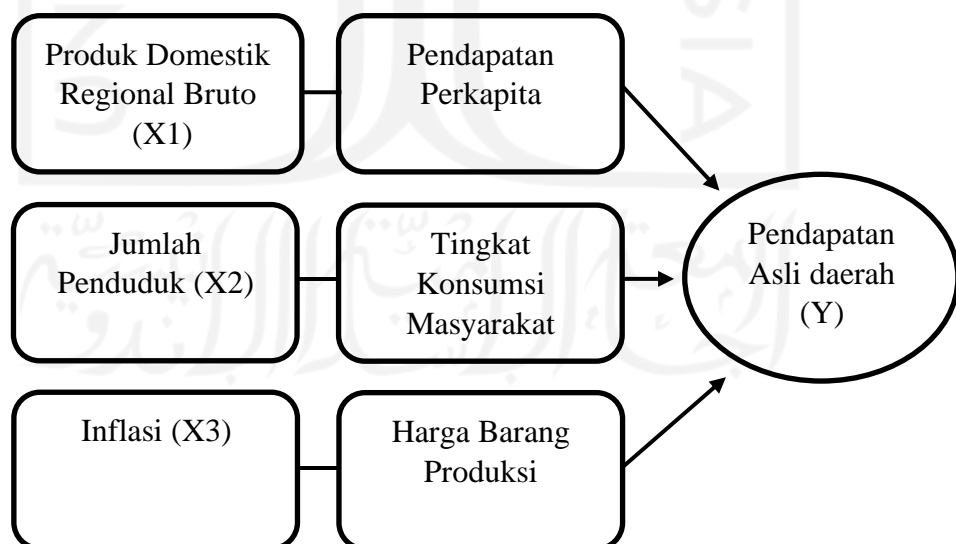 Produk Domestik
Regional Bruto
(X1)
Pendapatan
Perkapita
Jumlah
Penduduk (X2)
Tingkat
Konsumsi
Masyarakat
Pendapatan
Asli daerah
(Y)
Inflasi (X3)
Harga Barang
Produksi